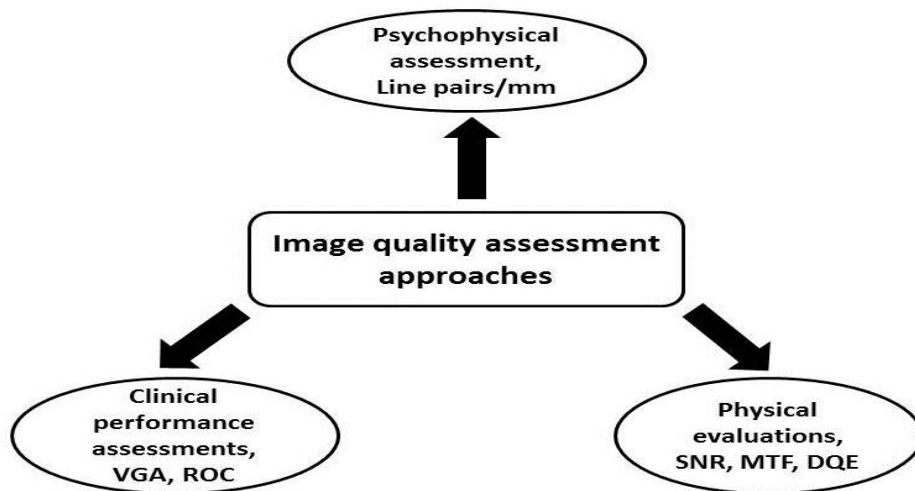 Psychophysical
assessment,
Line pairs/mm
Image quality assessment
approaches
Clinical
performance
assessments,
VGA, ROC
Physical
evaluations,
SNR, MTF, DQE